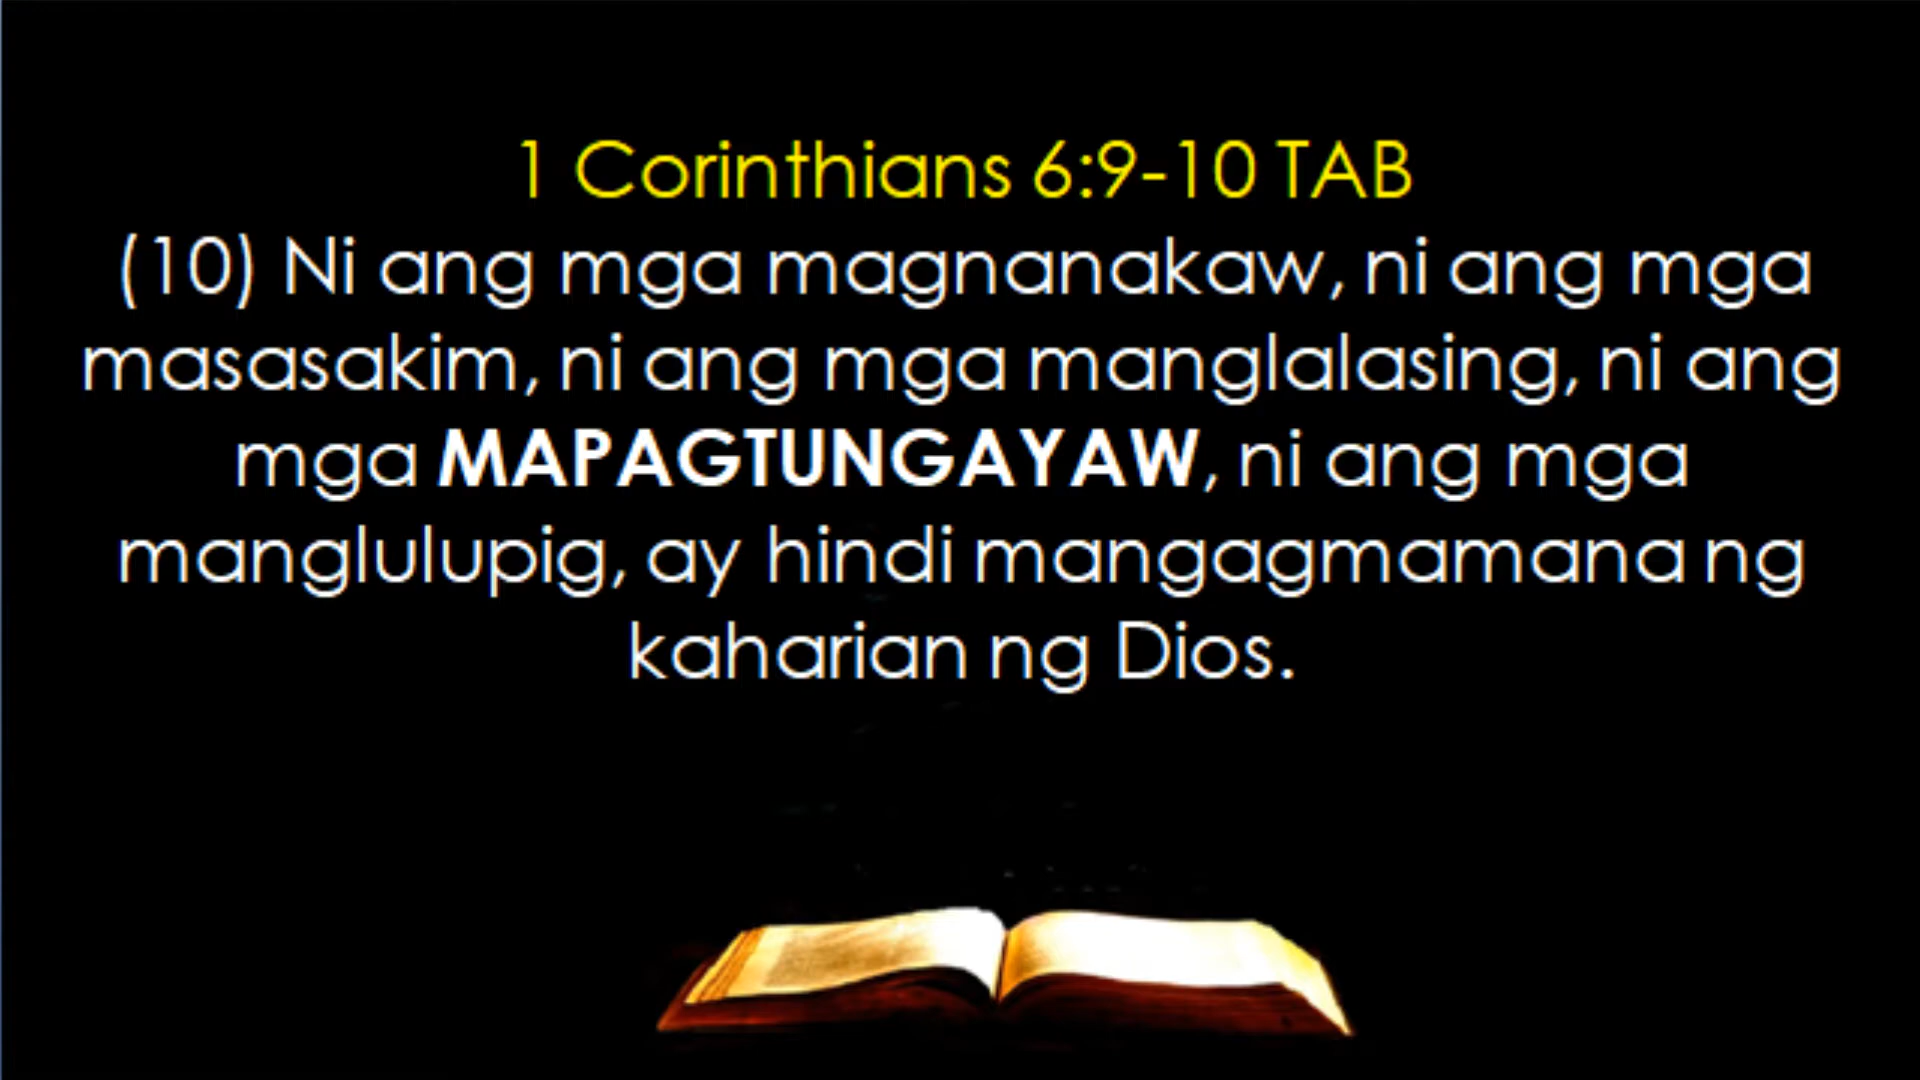 1 Corinthians 6:9-10 TAB
(10) Ni ang mga magnanakaw, ni ang mga
masasakim, ni ang mga manglalasing, ni ang
mga MAPAGTUNGAYAW, ni ang mga
manglulupig, ay hindi mangagmamana ng
kaharian ng Dios.